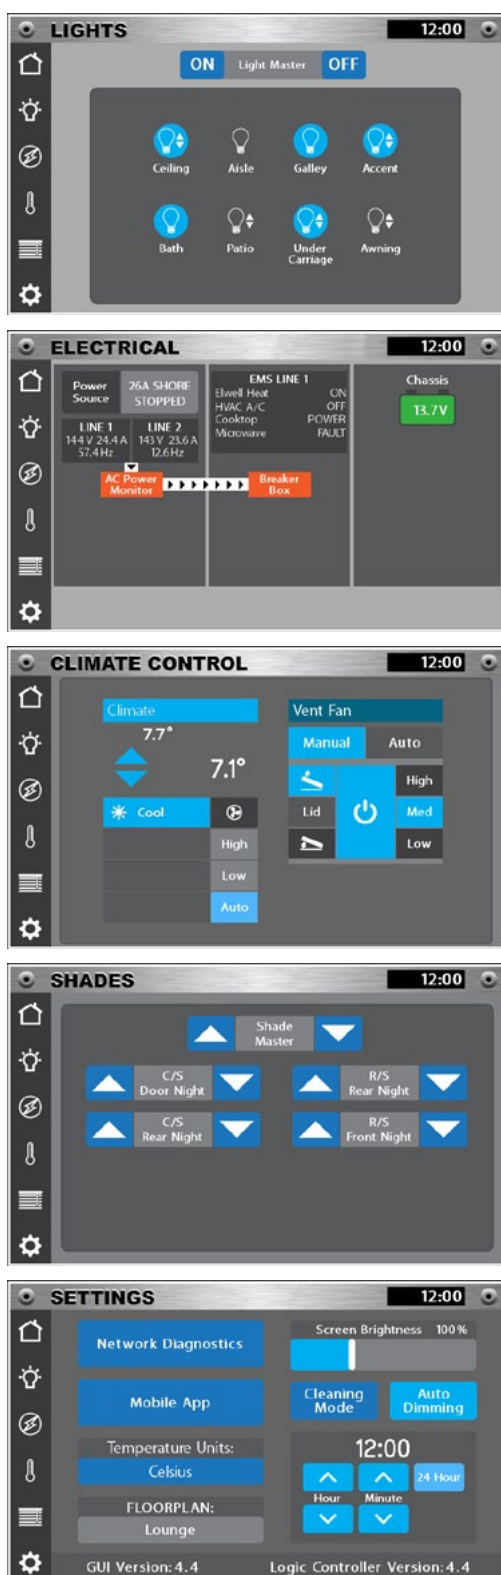 LIGHTS 12:00
ON Light Master OFF
Ceiling Aisle Galley Accent
Bath Patio Under Carriage Awning
ELECTRICAL 12:00
Power Source
26A SHORE
STOPPED
LINE 1
144 V 24.4 A
57.4 Hz
LINE 2
143 V 23.6 A
12.6 Hz
AC Power
Monitor
Breaker
Box
EMS LINE 1
Elwell Heat ON
HVAC A/C OFF
Cooktop POWER
Microwave FAULT
Chassis
13.7V
CLIMATE CONTROL 12:00
Climate
7.7°
7.1°
Cool
High
Low
Auto
Vent Fan
Manual Auto
High
Lid Med
Low
SHADES 12:00
Shade
Master
C/S
Door Night
R/S
Rear Night
C/S
Rear Night
R/S
Front Night
SETTINGS 12:00
Network Diagnostics
Mobile App
Temperature Units:
Celsius
FLOORPLAN:
Lounge
Screen Brightness 100%
Cleaning
Mode
Auto
Dimming
12:00
24 Hour
Hour Minute
GUI Version: 4.4 Logic Controller Version: 4.4